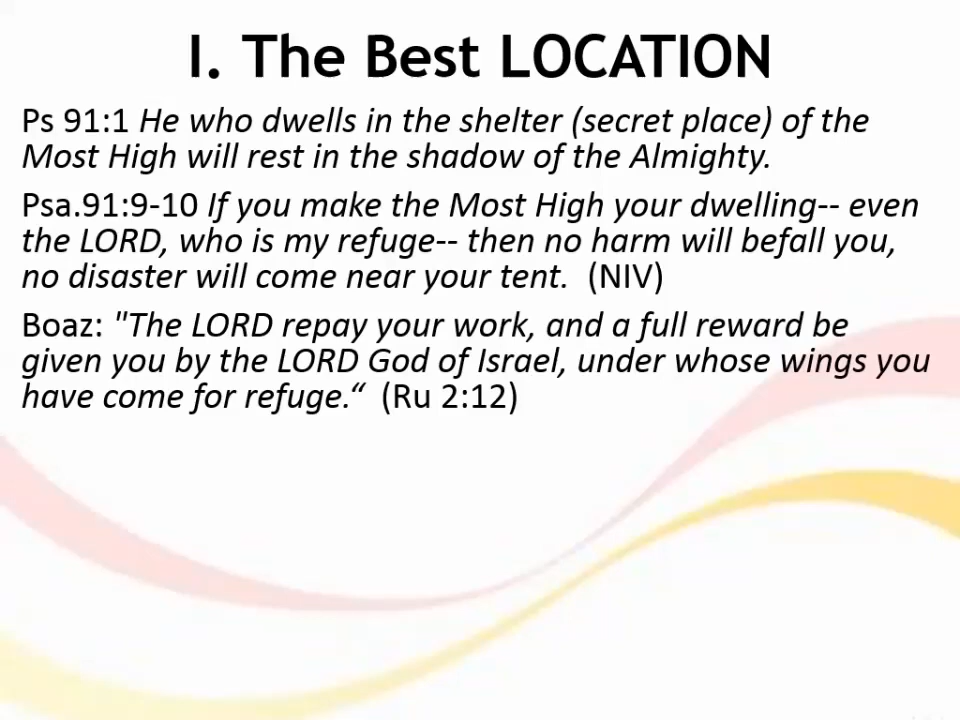 I. The Best LOCATION
Ps 91:1 He who dwells in the shelter (secret place) of the
Most High will rest in the shadow of the Almighty.
Psa.91:9-10 If you make the Most High your dwelling-- even
the LORD, who is my refuge-- then no harm will befall you,
no disaster will come near your tent.  (NIV)
Boaz: "The LORD repay your work, and a full reward be
given you by the LORD God of Israel, under whose wings you
have come for refuge.“  (Ru 2:12)